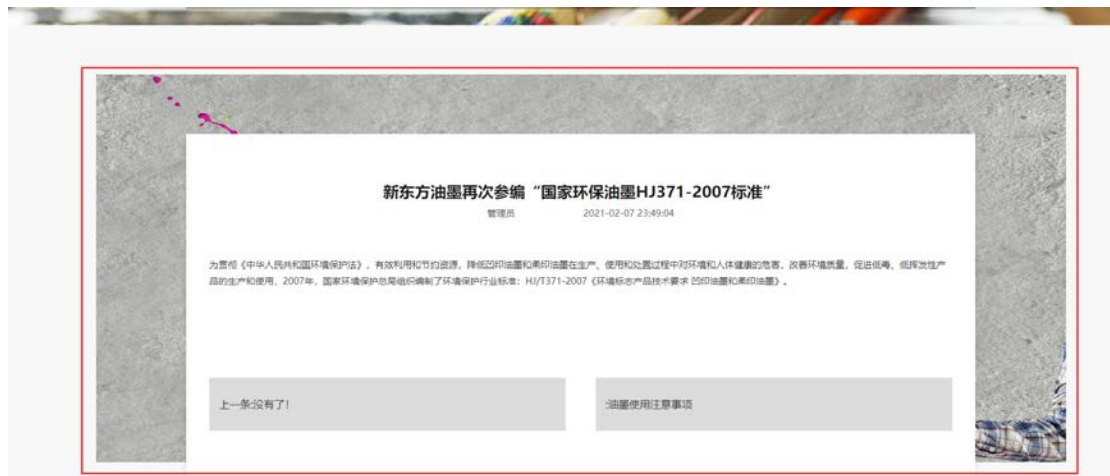 新东方油墨再次参编“国家环保油墨HJ371-2007标准”
管理员 2021-02-07 23:49:04
为贯彻《中华人民共和国环境保护法》，有效利用和节约资源，降低凹印油墨和柔印油墨在生产、使用和处置过程中对环境和人体健康的危害，改善环境质量，促进低毒、低挥发性产
品的生产和使用，2007年，国家环境保护总局组织编制了环境保护行业标准：HJ/T371-2007《环境标志产品技术要求 凹印油墨和柔印油墨》。
上一条:没有了!
:油墨使用注意事项